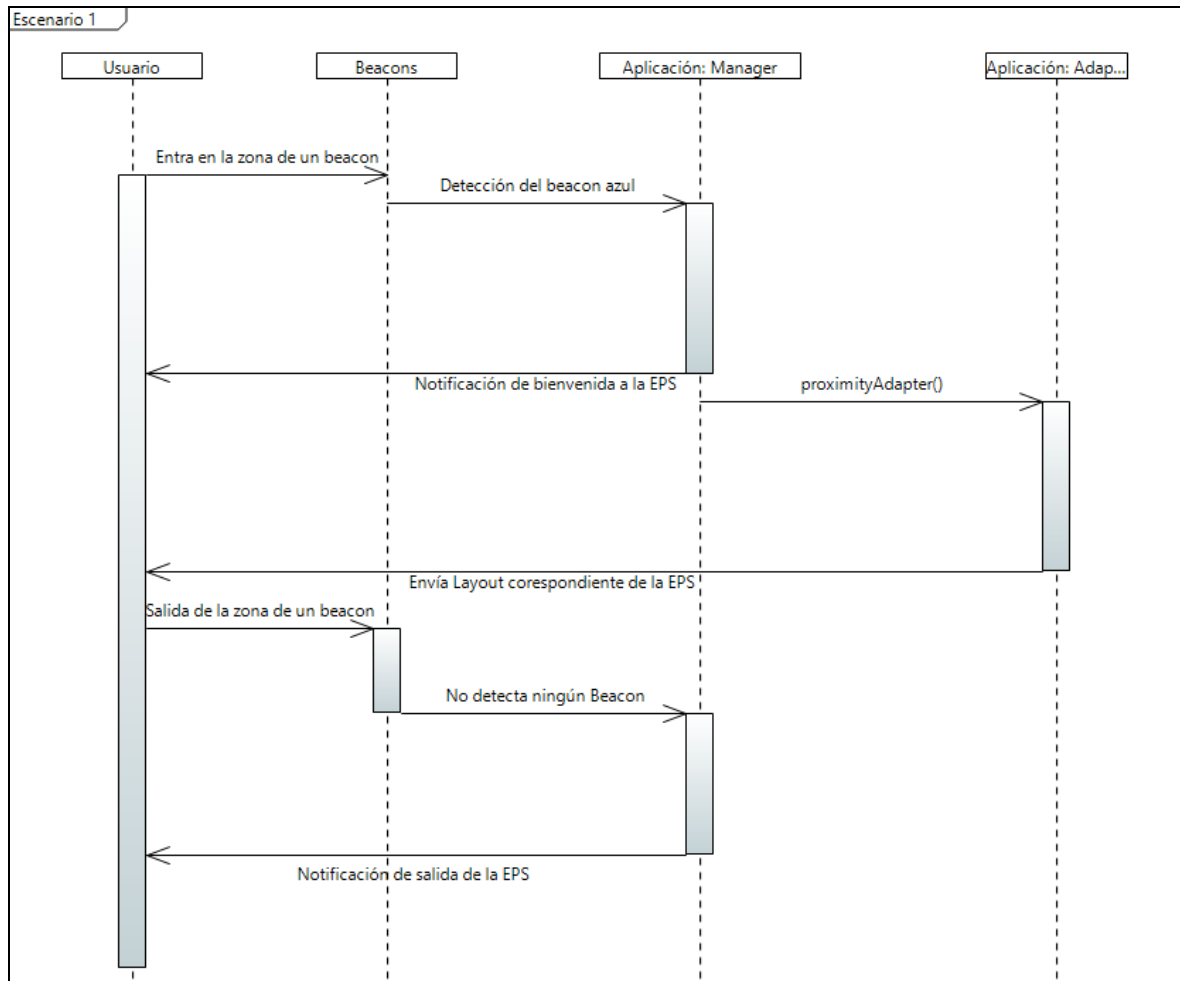 Escenario 1
Usuario
Beacons
Aplicación: Manager
Aplicación: Adap...
Entra en la zona de un beacon
Detección del beacon azul
Notificación de bienvenida a la EPS
proximityAdapter()
Envía Layout corespondiente de la EPS
Salida de la zona de un beacon
No detecta ningún Beacon
Notificación de salida de la EPS